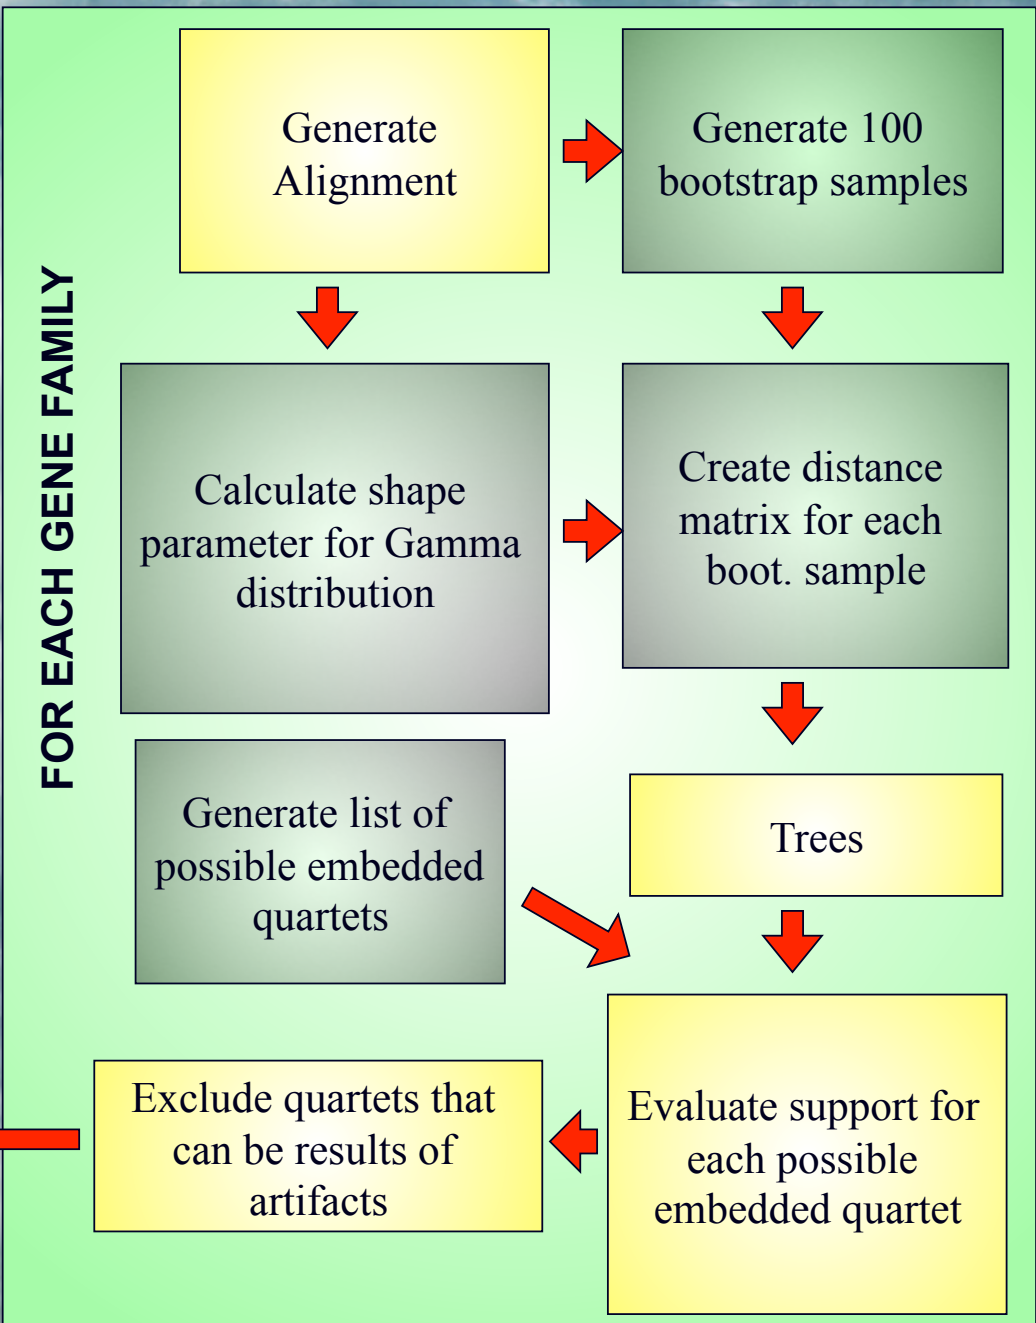 FOR EACH GENE FAMILY
Generate
Alignment
Generate 100
bootstrap samples
Calculate shape
parameter for Gamma
distribution
Create distance
matrix for each
boot. sample
Generate list of
possible embedded
quartets
Trees
Exclude quartets that
can be results of
artifacts
Evaluate support for
each possible
embedded quartet